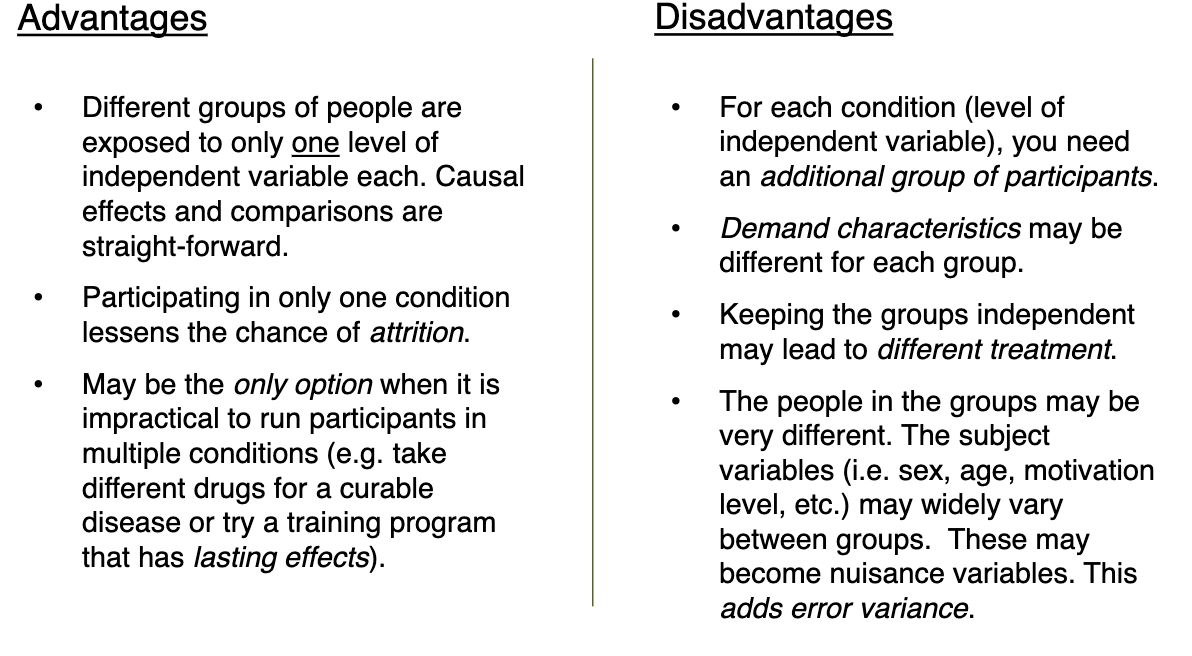 Advantages
• Different groups of people are
exposed to only one level of
independent variable each. Causal
effects and comparisons are
straight-forward.
• Participating in only one condition
lessens the chance of attrition.
• May be the only option when it is
impractical to run participants in
multiple conditions (e.g. take
different drugs for a curable
disease or try a training program
that has lasting effects).
Disadvantages
• For each condition (level of
independent variable), you need
an additional group of participants.
• Demand characteristics may be
different for each group.
• Keeping the groups independent
may lead to different treatment.
• The people in the groups may be
very different. The subject
variables (i.e. sex, age, motivation
level, etc.) may widely vary
between groups.  These may
become nuisance variables. This
adds error variance.